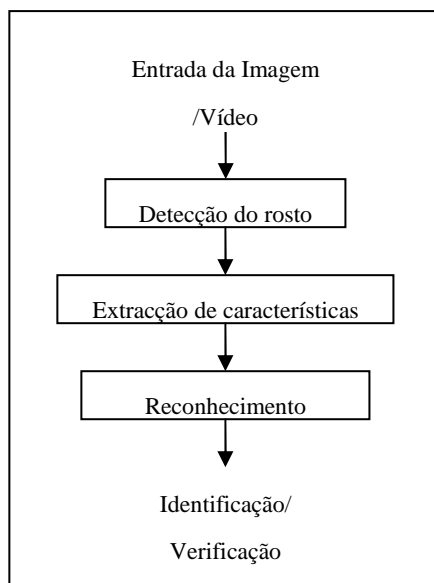 Entrada da Imagem
/Vídeo
Detecção do rosto
Extracção de características
Reconhecimento
Identificação/
Verificação